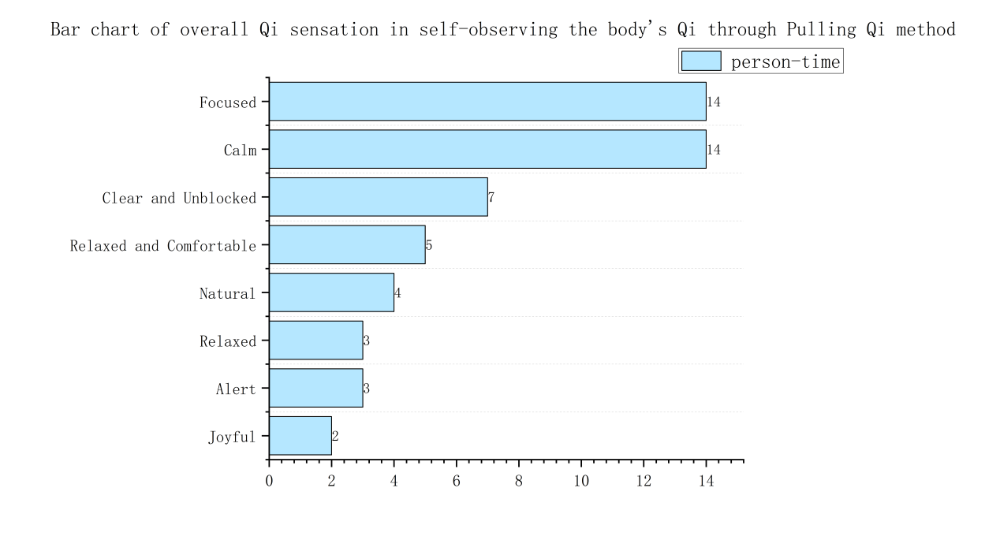 Bar chart of overall Qi sensation in self-observing the body's Qi through Pulling Qi method
person-time
Focused 14
Calm 14
Clear and Unblocked 7
Relaxed and Comfortable 5
Natural 4
Relaxed 3
Alert 3
Joyful 2
0 2 4 6 8 10 12 14